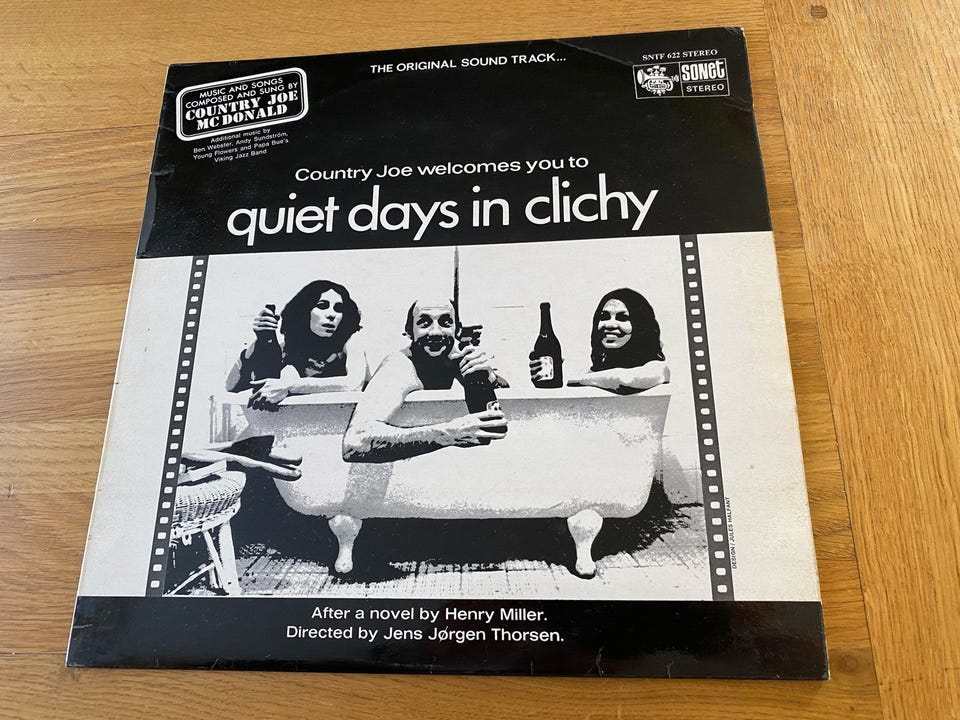 THE ORIGINAL SOUND TRACK...
SNTF 622 STEREO
SONET
STEREO
MUSIC AND SONGS
COMPOSED AND SUNG BY
COUNTRY JOE
MC DONALD
Additional music by
Ben Webster, Andy Sundström,
Young Flowers and Papa Bue's
Viking Jazz Band
Country Joe welcomes you to
quiet days in clichy
DESIGN / JULES HALFANT
After a novel by Henry Miller.
Directed by Jens Jørgen Thorsen.